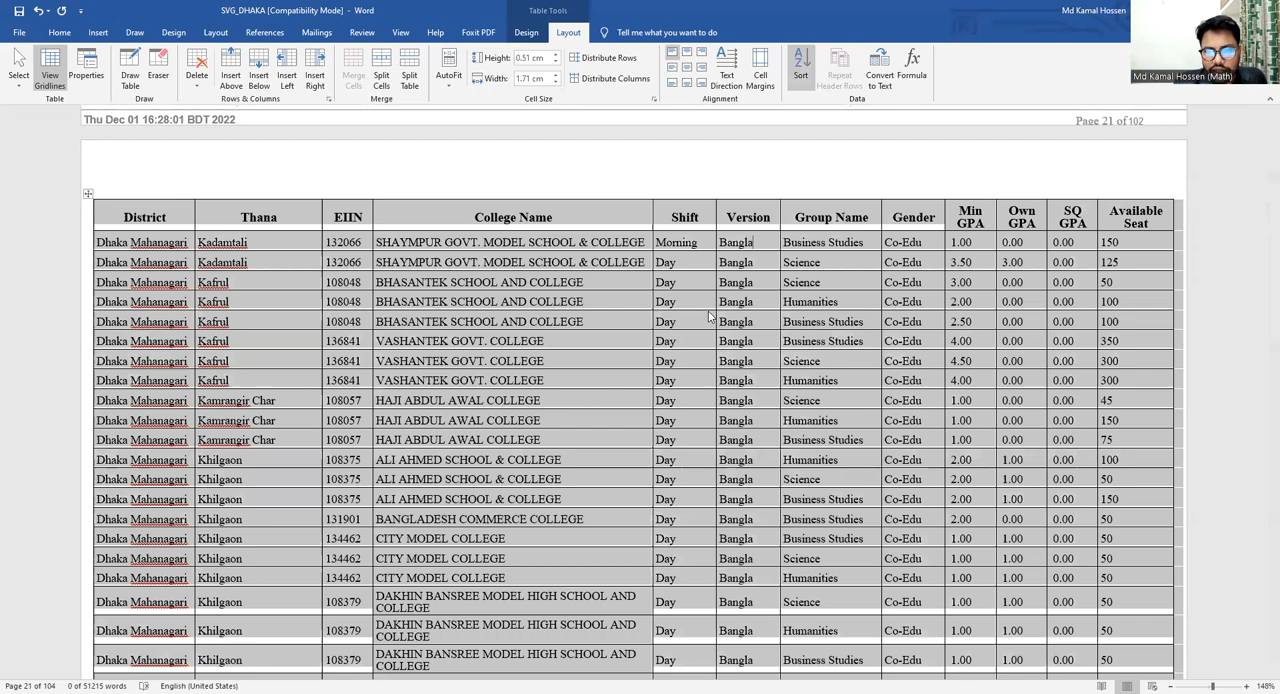 SVG_DHAKA [Compatibility Mode] - Word
Table Tools
Md Kamal Hossen
File Home Insert Draw Design Layout References Mailings Review View Help Foxit PDF Design Layout Tell me what you want to do
Select View Gridlines Properties Draw Table Eraser Delete Insert Above Insert Below Insert Left Insert Right Merge Cells Split Cells Split Table AutoFit Height: 0.51 cm Width: 1.71 cm Distribute Rows Distribute Columns Text Direction Cell Margins Sort Repeat Header Rows Convert to Text Formula
Table Draw Rows & Columns Merge Cell Size Alignment Data
Md Kamal Hossen (Math)
Thu Dec 01 16:28:01 BDT 2022 Page 21 of 102
District Thana EIIN College Name Shift Version Group Name Gender Min GPA Own GPA SQ GPA Available Seat
Dhaka Mahanagari Kadamtali 132066 SHAYMPUR GOVT. MODEL SCHOOL & COLLEGE Morning Bangla Business Studies Co-Edu 1.00 0.00 0.00 150
Dhaka Mahanagari Kadamtali 132066 SHAYMPUR GOVT. MODEL SCHOOL & COLLEGE Day Bangla Science Co-Edu 3.50 3.00 0.00 125
Dhaka Mahanagari Kafrul 108048 BHASANTEK SCHOOL AND COLLEGE Day Bangla Science Co-Edu 3.00 0.00 0.00 50
Dhaka Mahanagari Kafrul 108048 BHASANTEK SCHOOL AND COLLEGE Day Bangla Humanities Co-Edu 2.00 0.00 0.00 100
Dhaka Mahanagari Kafrul 108048 BHASANTEK SCHOOL AND COLLEGE Day Bangla Business Studies Co-Edu 2.50 0.00 0.00 100
Dhaka Mahanagari Kafrul 136841 VASHANTEK GOVT. COLLEGE Day Bangla Business Studies Co-Edu 4.00 0.00 0.00 350
Dhaka Mahanagari Kafrul 136841 VASHANTEK GOVT. COLLEGE Day Bangla Science Co-Edu 4.50 0.00 0.00 300
Dhaka Mahanagari Kafrul 136841 VASHANTEK GOVT. COLLEGE Day Bangla Humanities Co-Edu 4.00 0.00 0.00 300
Dhaka Mahanagari Kamrangir Char 108057 HAJI ABDUL AWAL COLLEGE Day Bangla Science Co-Edu 1.00 0.00 0.00 45
Dhaka Mahanagari Kamrangir Char 108057 HAJI ABDUL AWAL COLLEGE Day Bangla Humanities Co-Edu 1.00 0.00 0.00 150
Dhaka Mahanagari Kamrangir Char 108057 HAJI ABDUL AWAL COLLEGE Day Bangla Business Studies Co-Edu 1.00 0.00 0.00 75
Dhaka Mahanagari Khilgaon 108375 ALI AHMED SCHOOL & COLLEGE Day Bangla Humanities Co-Edu 2.00 1.00 0.00 100
Dhaka Mahanagari Khilgaon 108375 ALI AHMED SCHOOL & COLLEGE Day Bangla Science Co-Edu 2.00 1.00 0.00 50
Dhaka Mahanagari Khilgaon 108375 ALI AHMED SCHOOL & COLLEGE Day Bangla Business Studies Co-Edu 2.00 1.00 0.00 150
Dhaka Mahanagari Khilgaon 131901 BANGLADESH COMMERCE COLLEGE Day Bangla Business Studies Co-Edu 2.00 0.00 0.00 50
Dhaka Mahanagari Khilgaon 134462 CITY MODEL COLLEGE Day Bangla Business Studies Co-Edu 1.00 1.00 0.00 50
Dhaka Mahanagari Khilgaon 134462 CITY MODEL COLLEGE Day Bangla Science Co-Edu 1.00 1.00 0.00 50
Dhaka Mahanagari Khilgaon 134462 CITY MODEL COLLEGE Day Bangla Humanities Co-Edu 1.00 1.00 0.00 50
Dhaka Mahanagari Khilgaon 108379 DAKHIN BANSREE MODEL HIGH SCHOOL AND COLLEGE Day Bangla Science Co-Edu 1.00 1.00 0.00 50
Dhaka Mahanagari Khilgaon 108379 DAKHIN BANSREE MODEL HIGH SCHOOL AND COLLEGE Day Bangla Humanities Co-Edu 1.00 1.00 0.00 50
Dhaka Mahanagari Khilgaon 108379 DAKHIN BANSREE MODEL HIGH SCHOOL AND COLLEGE Day Bangla Business Studies Co-Edu 1.00 1.00 0.00 50
Page 21 of 104 0 of 51215 words English (United States) 148%